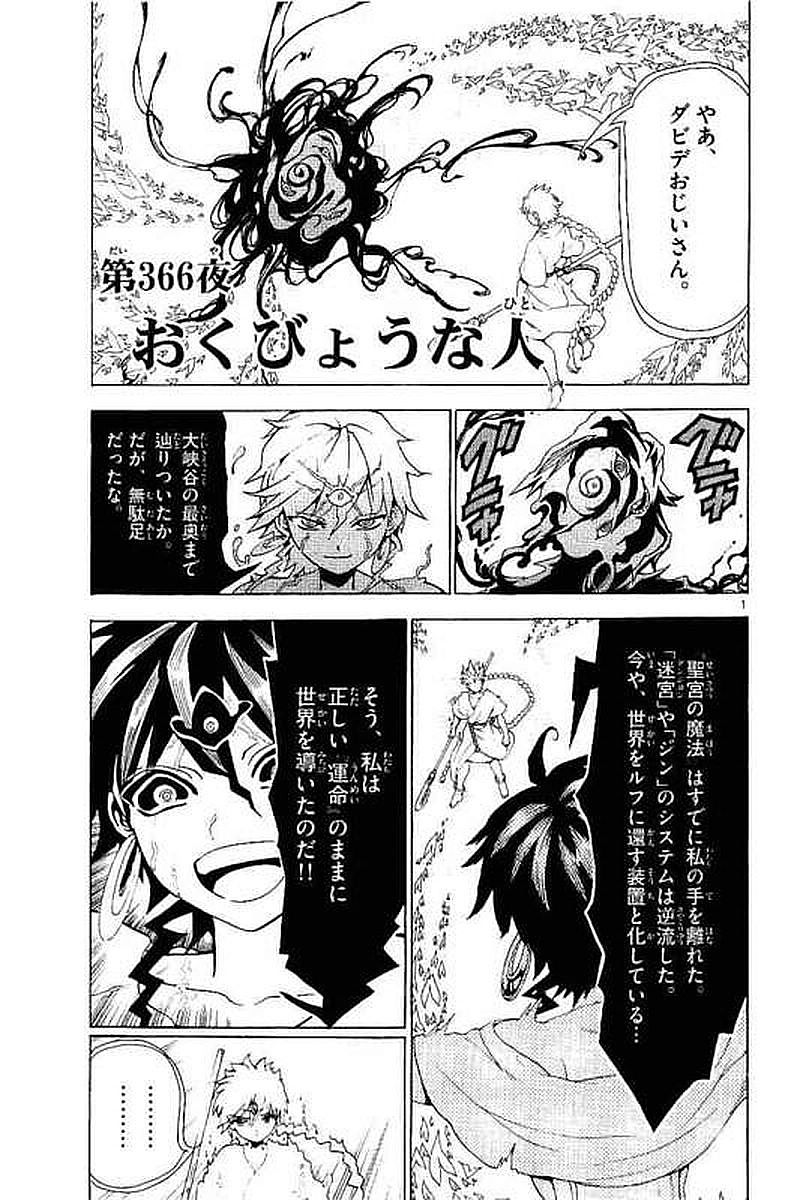 やあ、
ダビデおじいさん。
第366夜
おくびょうな人
グニャ
グニャ
大峡谷の最奥まで
辿りついたか。
だが、無駄足
だったな。
1
“聖宮の魔法”はすでに私の手を離れた。
「迷宮」や「ジン」のシステムは逆流した。
今や、世界をルフに還す装置と化している…
そう、私は
正しい『運命』のままに
世界を導いたのだ!!
………
………